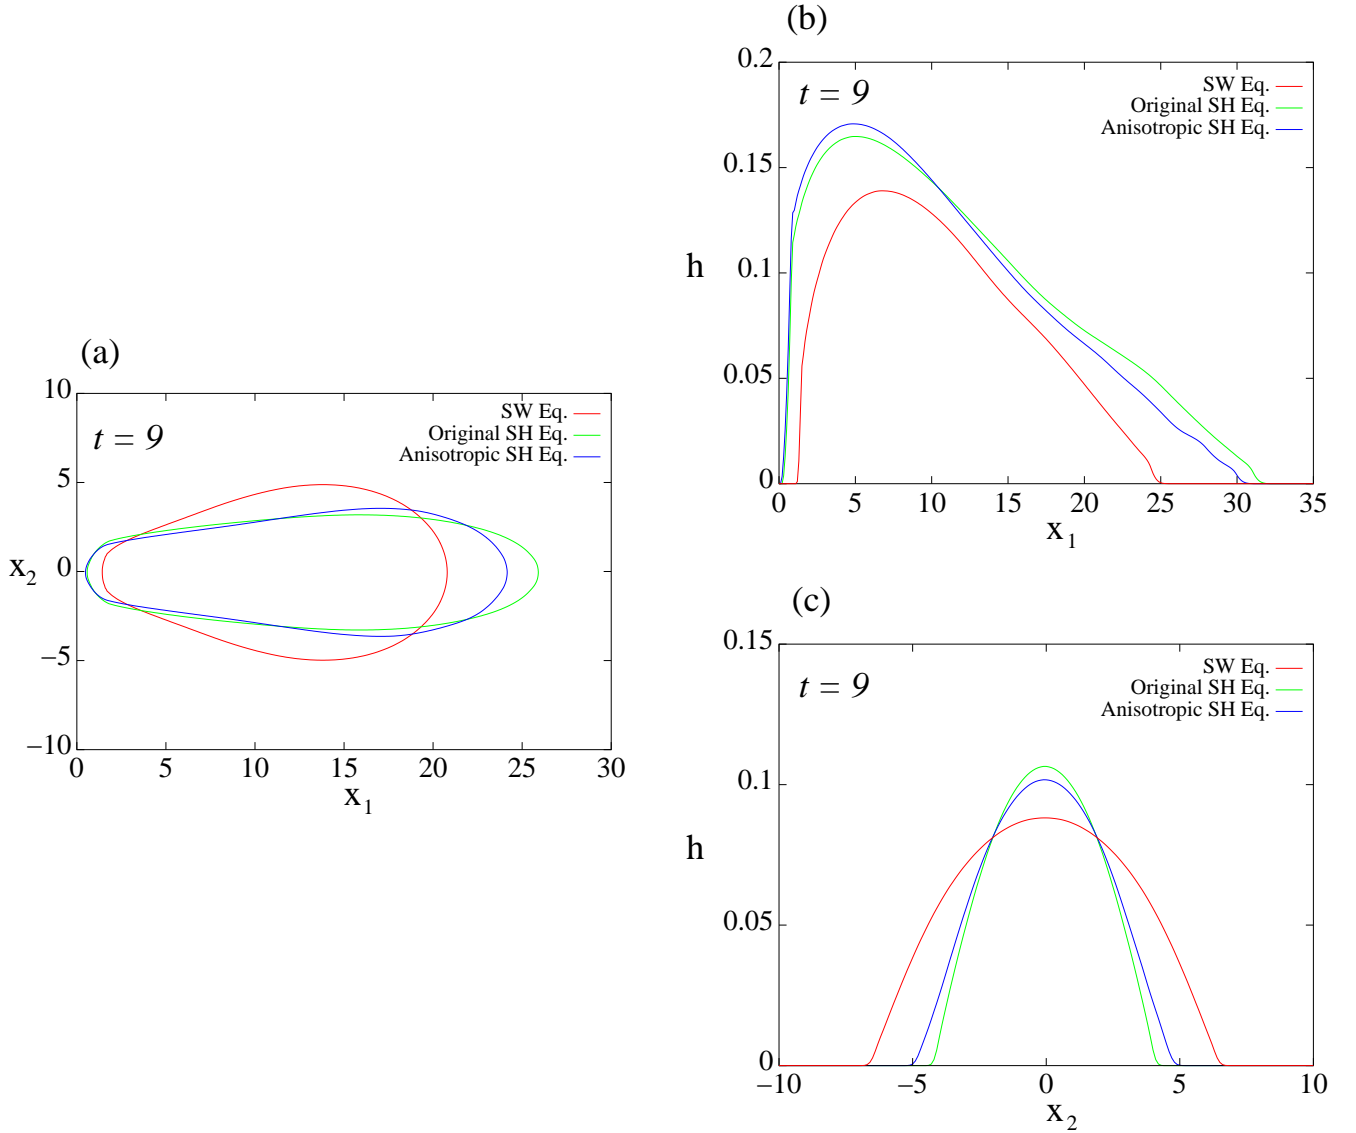 (a)
10
5
0
−5
−10
x2
t = 9
SW Eq.
Original SH Eq.
Anisotropic SH Eq.
0 5 10 15 20 25 30
x1
(b)
0.2
0.15
0.1
0.05
0
h
t = 9
SW Eq.
Original SH Eq.
Anisotropic SH Eq.
0 5 10 15 20 25 30 35
x1
(c)
0.15
0.1
0.05
0
h
t = 9
SW Eq.
Original SH Eq.
Anisotropic SH Eq.
−10 −5 0 5 10
x2